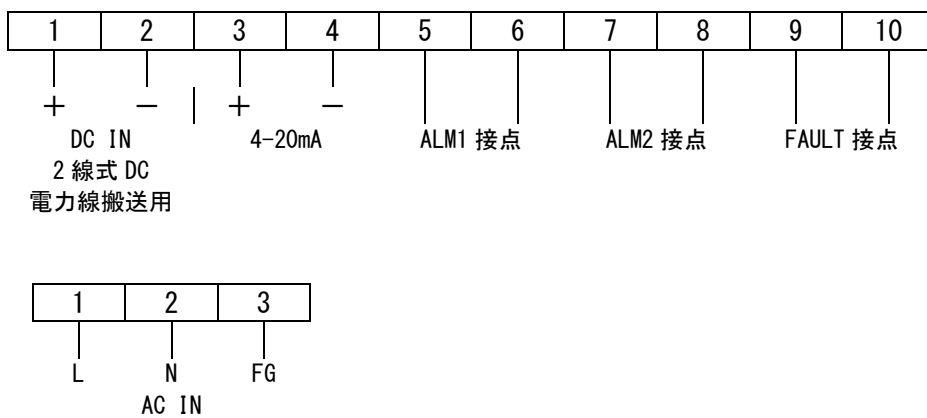 1 2 3 4 5 6 7 8 9 10
+ − + −
DC IN 4-20mA ALM1 接点 ALM2 接点 FAULT 接点
2 線式 DC
電力線搬送用
1 2 3
L N FG
AC IN